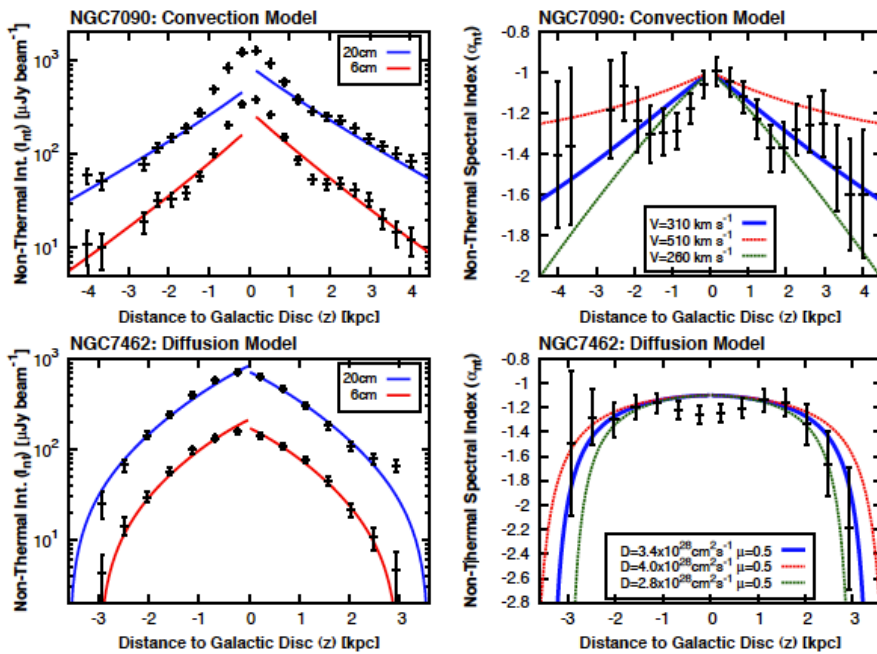 NGC7090: Convection Model
Non-Thermal Int. (Iₙₜ) [μJy beam⁻¹]
10³
10²
10¹
20cm
6cm
-4 -3 -2 -1 0 1 2 3 4
Distance to Galactic Disc (z) [kpc]
NGC7090: Convection Model
Non-Thermal Spectral Index (αₙₜ)
-0.8
-1
-1.2
-1.4
-1.6
-1.8
-2
V=310 km s⁻¹
V=510 km s⁻¹
V=260 km s⁻¹
-4 -3 -2 -1 0 1 2 3 4
Distance to Galactic Disc (z) [kpc]
NGC7462: Diffusion Model
Non-Thermal Int. (Iₙₜ) [μJy beam⁻¹]
10³
10²
10¹
20cm
6cm
-3 -2 -1 0 1 2 3
Distance to Galactic Disc (z) [kpc]
NGC7462: Diffusion Model
Non-Thermal Spectral Index (αₙₜ)
-0.8
-1
-1.2
-1.4
-1.6
-1.8
-2
-2.2
-2.4
-2.6
-2.8
D=3.4x10²⁸cm²s⁻¹ μ=0.5
D=4.0x10²⁸cm²s⁻¹ μ=0.5
D=2.8x10²⁸cm²s⁻¹ μ=0.5
-3 -2 -1 0 1 2 3
Distance to Galactic Disc (z) [kpc]